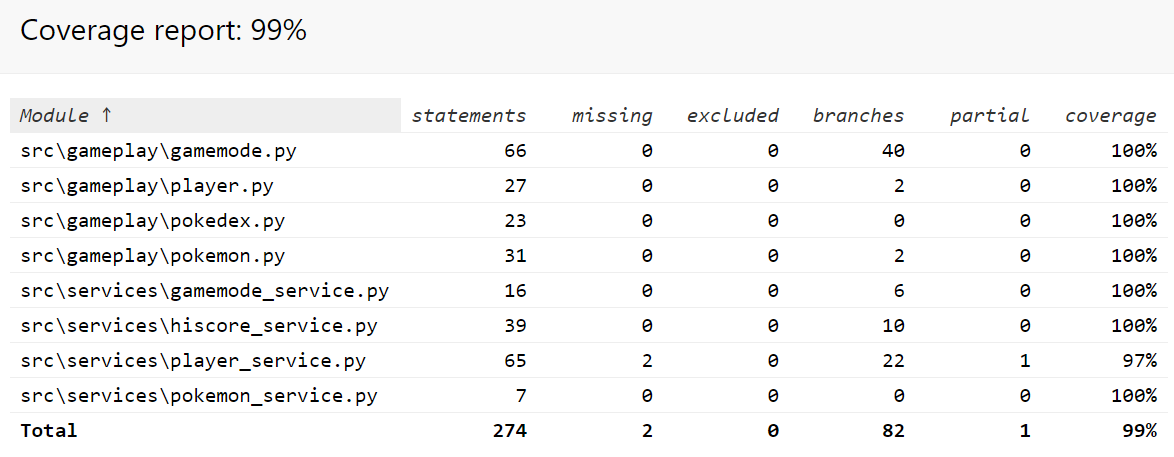 Coverage report: 99%
Module ↑ statements missing excluded branches partial coverage
src\gameplay\gamemode.py 66 0 0 40 0 100%
src\gameplay\player.py 27 0 0 2 0 100%
src\gameplay\pokedex.py 23 0 0 0 0 100%
src\gameplay\pokemon.py 31 0 0 2 0 100%
src\services\gamemode_service.py 16 0 0 6 0 100%
src\services\hiscore_service.py 39 0 0 10 0 100%
src\services\player_service.py 65 2 0 22 1 97%
src\services\pokemon_service.py 7 0 0 0 0 100%
Total 274 2 0 82 1 99%